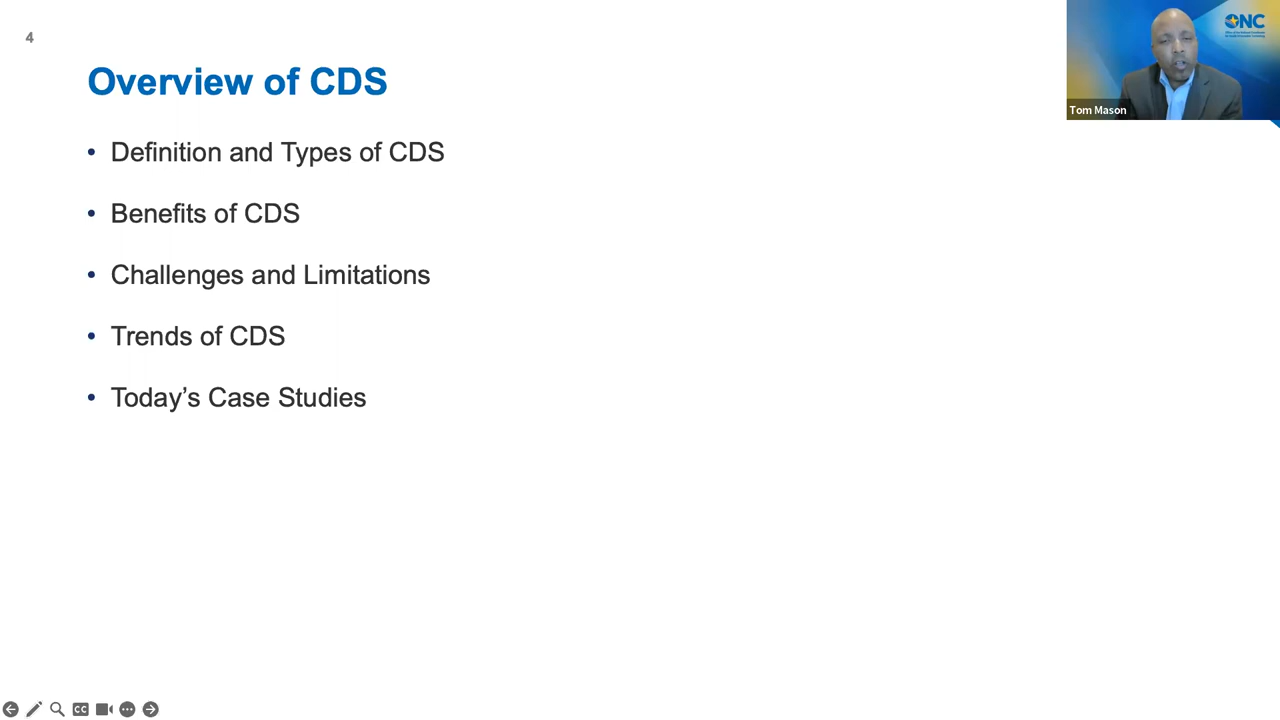 4
Overview of CDS
• Definition and Types of CDS
• Benefits of CDS
• Challenges and Limitations
• Trends of CDS
• Today’s Case Studies
ONC
Tom Mason
CC